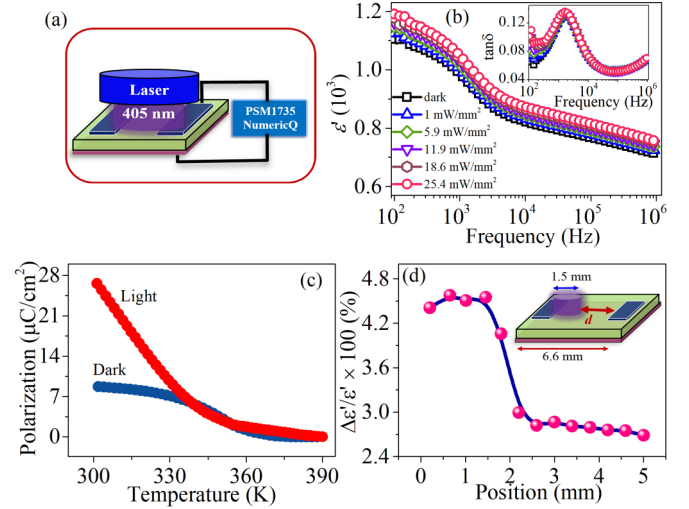 (a)
Laser
405 nm
PSM1735
NumericQ
(b)
ε' (10³)
1.2
1.0
0.8
0.6
10² 10³ 10⁴ 10⁵ 10⁶
Frequency (Hz)
dark
1 mW/mm²
5.9 mW/mm²
11.9 mW/mm²
18.6 mW/mm²
25.4 mW/mm²
tanδ
0.12
0.08
0.04
10² 10³ 10⁴ 10⁵ 10⁶
Frequency (Hz)
(c)
Polarization (μC/cm²)
28
21
14
7
0
Light
Dark
300 330 360 390
Temperature (K)
(d)
Δε'/ε' × 100 (%)
4.8
4.2
3.6
3.0
2.4
1.5 mm
d
6.6 mm
0 1 2 3 4 5
Position (mm)